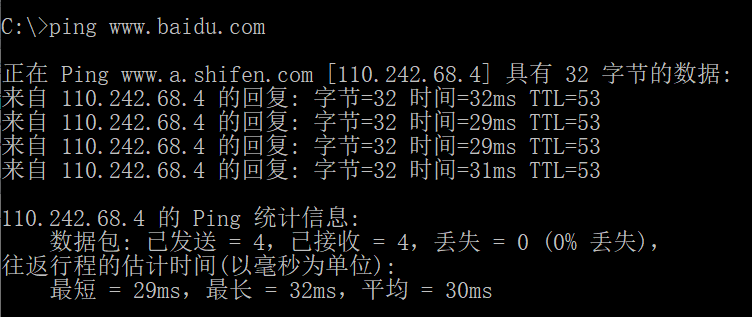 C:\>ping www.baidu.com
正在 Ping www.a.shifen.com [110.242.68.4] 具有 32 字节的数据:
来自 110.242.68.4 的回复: 字节=32 时间=32ms TTL=53
来自 110.242.68.4 的回复: 字节=32 时间=29ms TTL=53
来自 110.242.68.4 的回复: 字节=32 时间=29ms TTL=53
来自 110.242.68.4 的回复: 字节=32 时间=31ms TTL=53
110.242.68.4 的 Ping 统计信息:
数据包: 已发送 = 4，已接收 = 4，丢失 = 0 (0% 丢失)，
往返行程的估计时间(以毫秒为单位):
最短 = 29ms，最长 = 32ms，平均 = 30ms